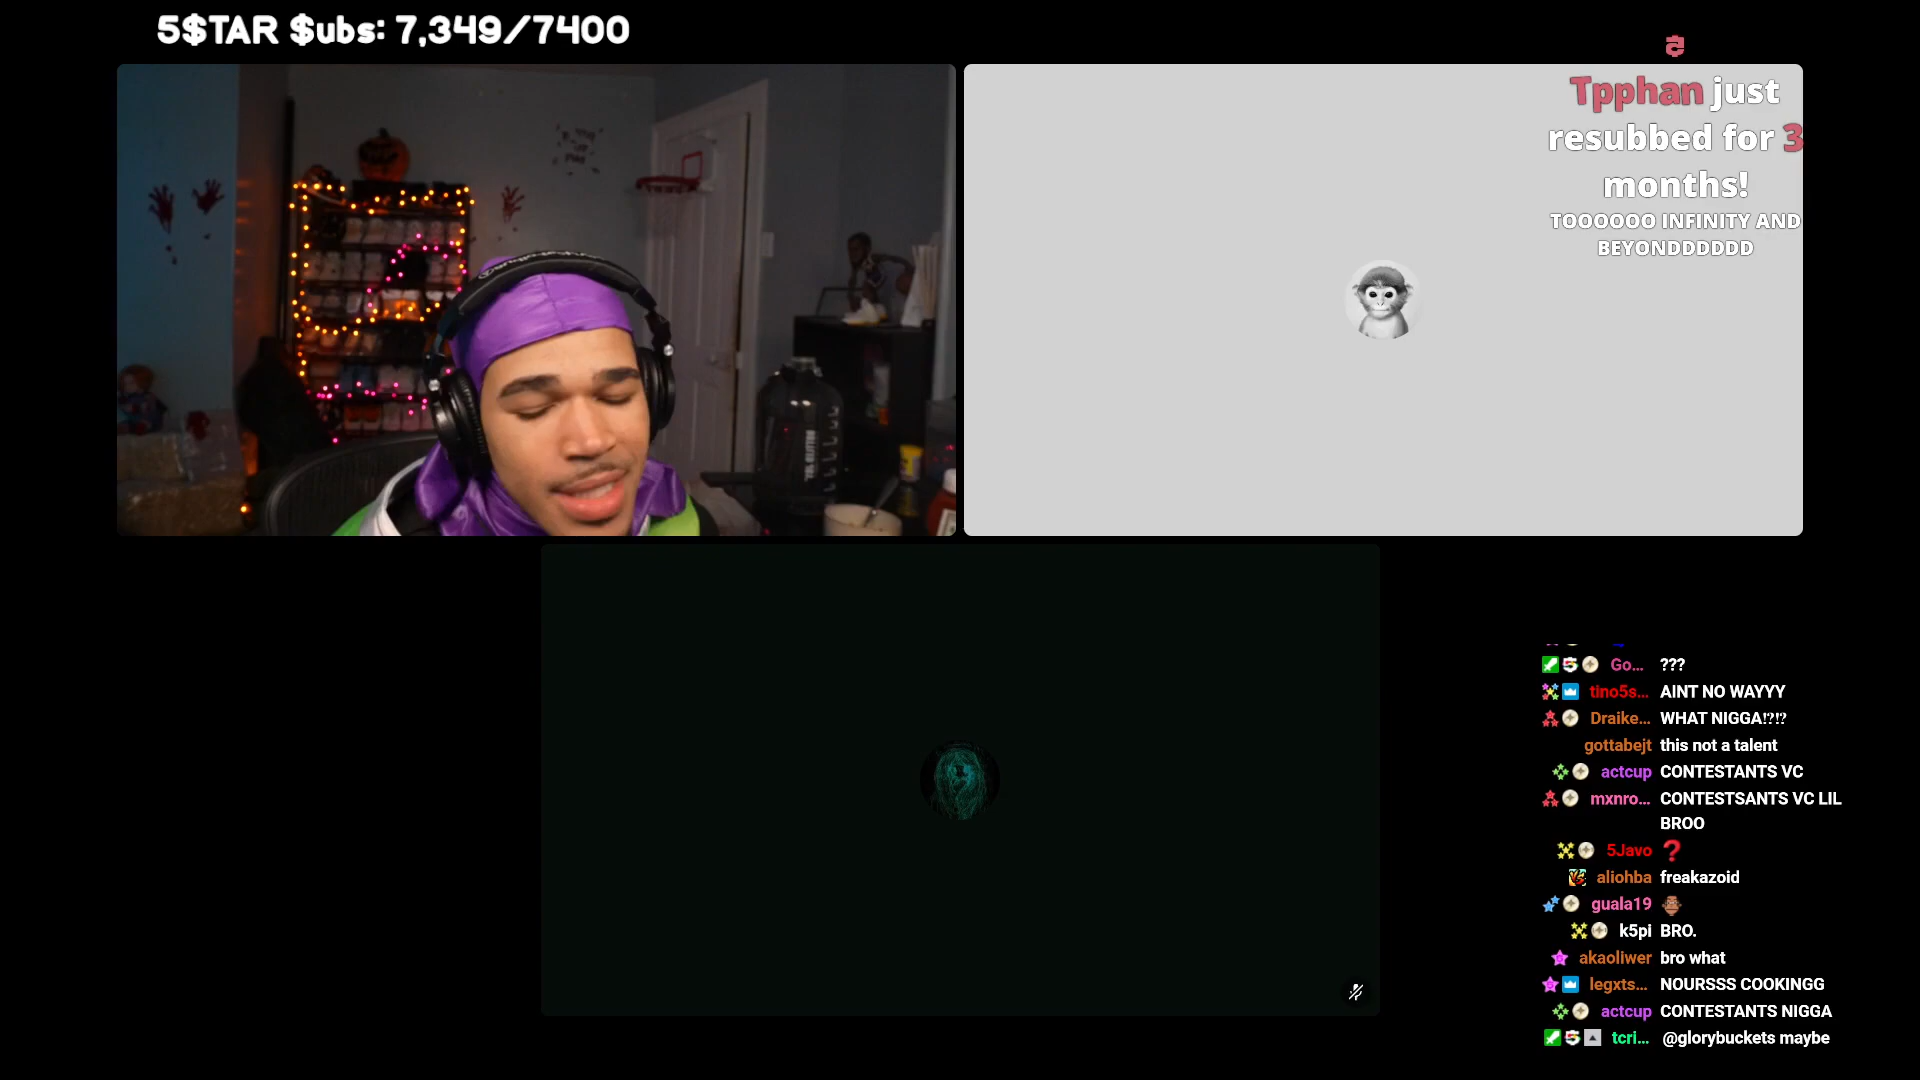 5$TAR $ubs: 7,349/7400
Tpphan just
resubbed for 3
months!
TOOOOOO INFINITY AND
BEYONDDDDDD
Go... ???
tino5s... AINT NO WAYYY
Draike... WHAT NIGGA!?!?
gottabejt this not a talent
actcup CONTESTANTS VC
mxnro... CONTESTSANTS VC LIL
BROO
5Javo ❓
aliohba freakazoid
guala19
k5pi BRO.
akaoliwer bro what
legxts... NOURSSS COOKINGG
actcup CONTESTANTS NIGGA
tcri... @glorybuckets maybe